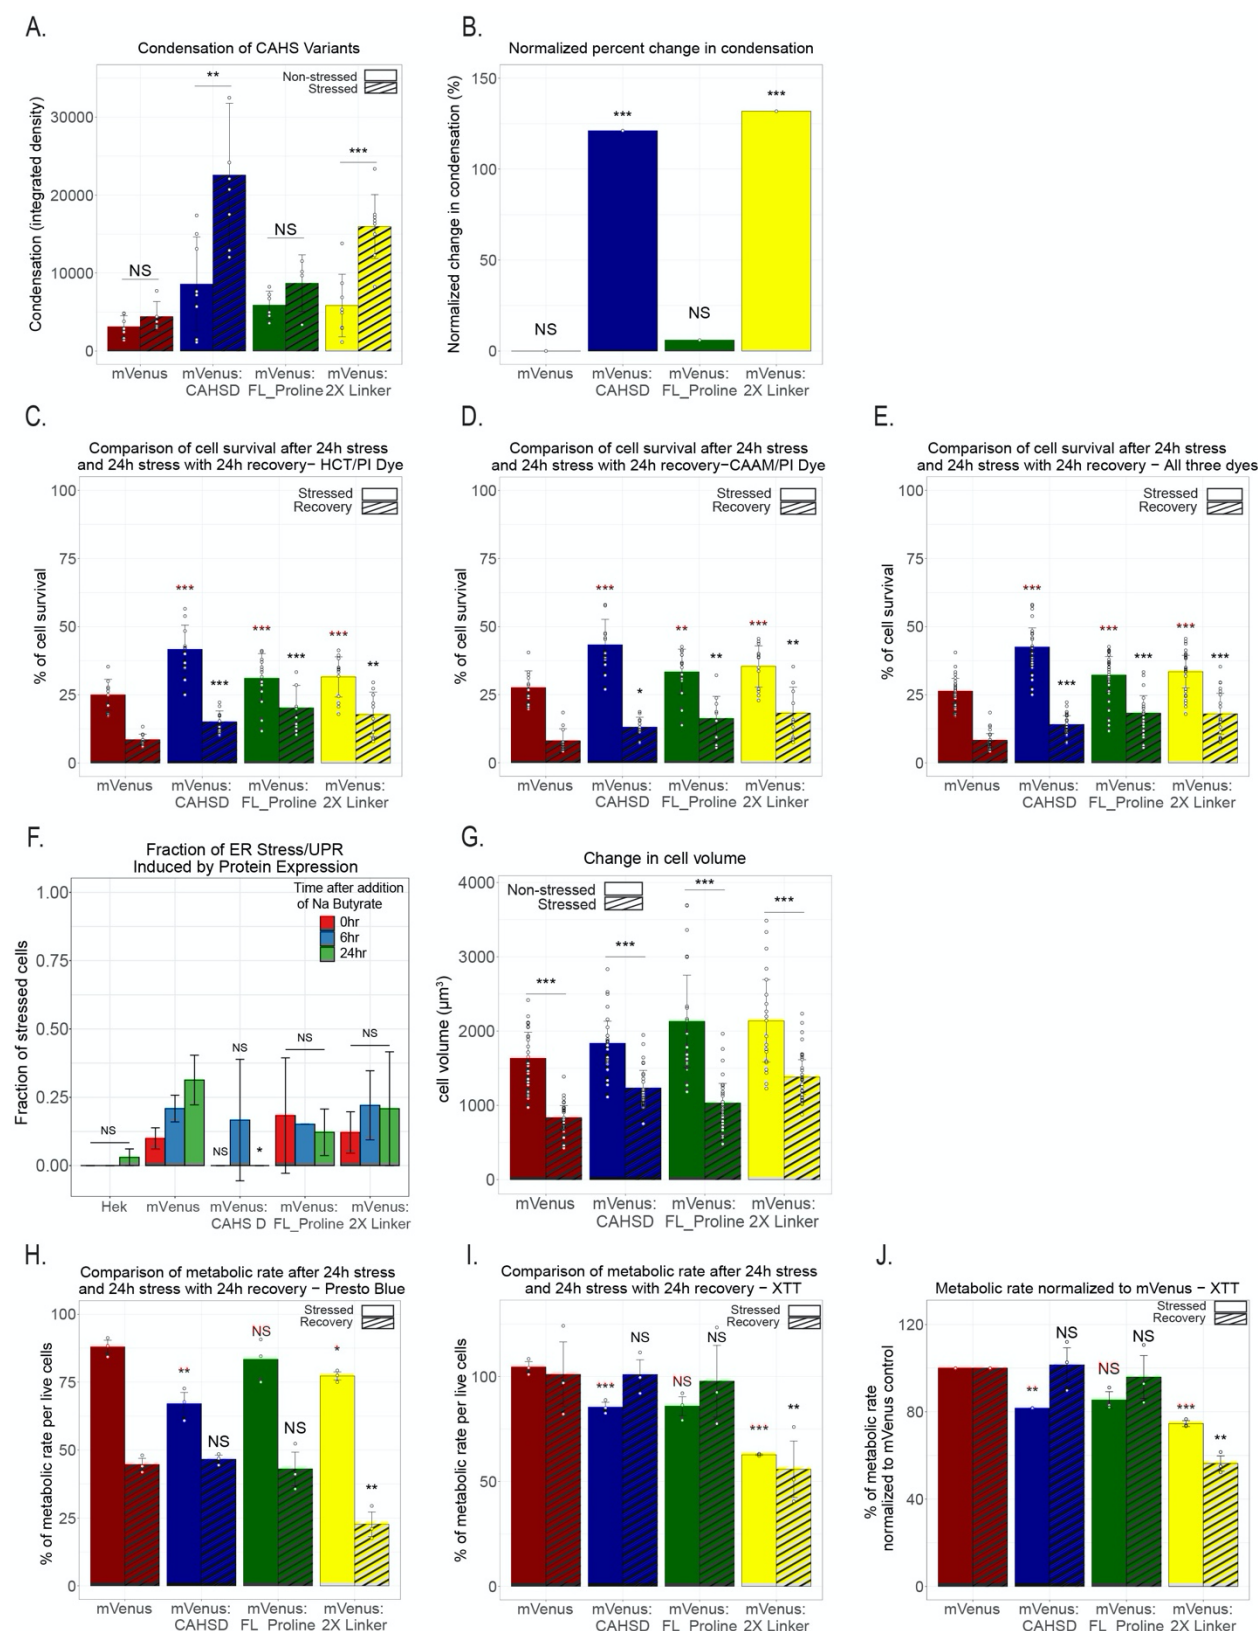 A.
Condensation of CAHS Variants
Condensation (integrated density)
30000
20000
10000
0
Non-stressed
Stressed
NS
**
NS
***
mVenus
mVenus:
CAHSD
mVenus:
FL_Proline
mVenus:
2X Linker
B.
Normalized percent change in condensation
Normalized change in condensation (%)
150
100
50
0
NS
***
NS
***
mVenus
mVenus:
CAHSD
mVenus:
FL_Proline
mVenus:
2X Linker
C.
Comparison of cell survival after 24h stress
and 24h stress with 24h recovery– HCT/PI Dye
% of cell survival
100
75
50
25
0
Stressed
Recovery
***
***
***
***
***
**
mVenus
mVenus:
CAHSD
mVenus:
FL_Proline
mVenus:
2X Linker
D.
Comparison of cell survival after 24h stress
and 24h stress with 24h recovery–CAAM/PI Dye
% of cell survival
100
75
50
25
0
Stressed
Recovery
***
*
**
**
***
**
mVenus
mVenus:
CAHSD
mVenus:
FL_Proline
mVenus:
2X Linker
E.
Comparison of cell survival after 24h stress
and 24h stress with 24h recovery – All three dyes
% of cell survival
100
75
50
25
0
Stressed
Recovery
***
***
***
***
***
***
mVenus
mVenus:
CAHSD
mVenus:
FL_Proline
mVenus:
2X Linker
F.
Fraction of ER Stress/UPR
Induced by Protein Expression
Fraction of stressed cells
1.00
0.75
0.50
0.25
0.00
Time after addition
of Na Butyrate
0hr
6hr
24hr
NS
NS
NS
*
NS
NS
Hek
mVenus
mVenus:
CAHS D
mVenus:
FL_Proline
mVenus:
2X Linker
G.
Change in cell volume
cell volume (µm³)
4000
3000
2000
1000
0
Non-stressed
Stressed
***
***
***
***
mVenus
mVenus:
CAHSD
mVenus:
FL_Proline
mVenus:
2X Linker
H.
Comparison of metabolic rate after 24h stress
and 24h stress with 24h recovery – Presto Blue
% of metabolic rate per live cells
100
75
50
25
0
Stressed
Recovery
**
NS
NS
NS
*
**
mVenus
mVenus:
CAHSD
mVenus:
FL_Proline
mVenus:
2X Linker
I.
Comparison of metabolic rate after 24h stress
and 24h stress with 24h recovery – XTT
% of metabolic rate per live cells
100
50
0
Stressed
Recovery
***
NS
NS
NS
***
**
mVenus
mVenus:
CAHSD
mVenus:
FL_Proline
mVenus:
2X Linker
J.
Metabolic rate normalized to mVenus – XTT
% of metabolic rate
normalized to mVenus control
120
80
40
0
Stressed
Recovery
**
NS
NS
NS
***
**
mVenus
mVenus:
CAHSD
mVenus:
FL_Proline
mVenus:
2X Linker